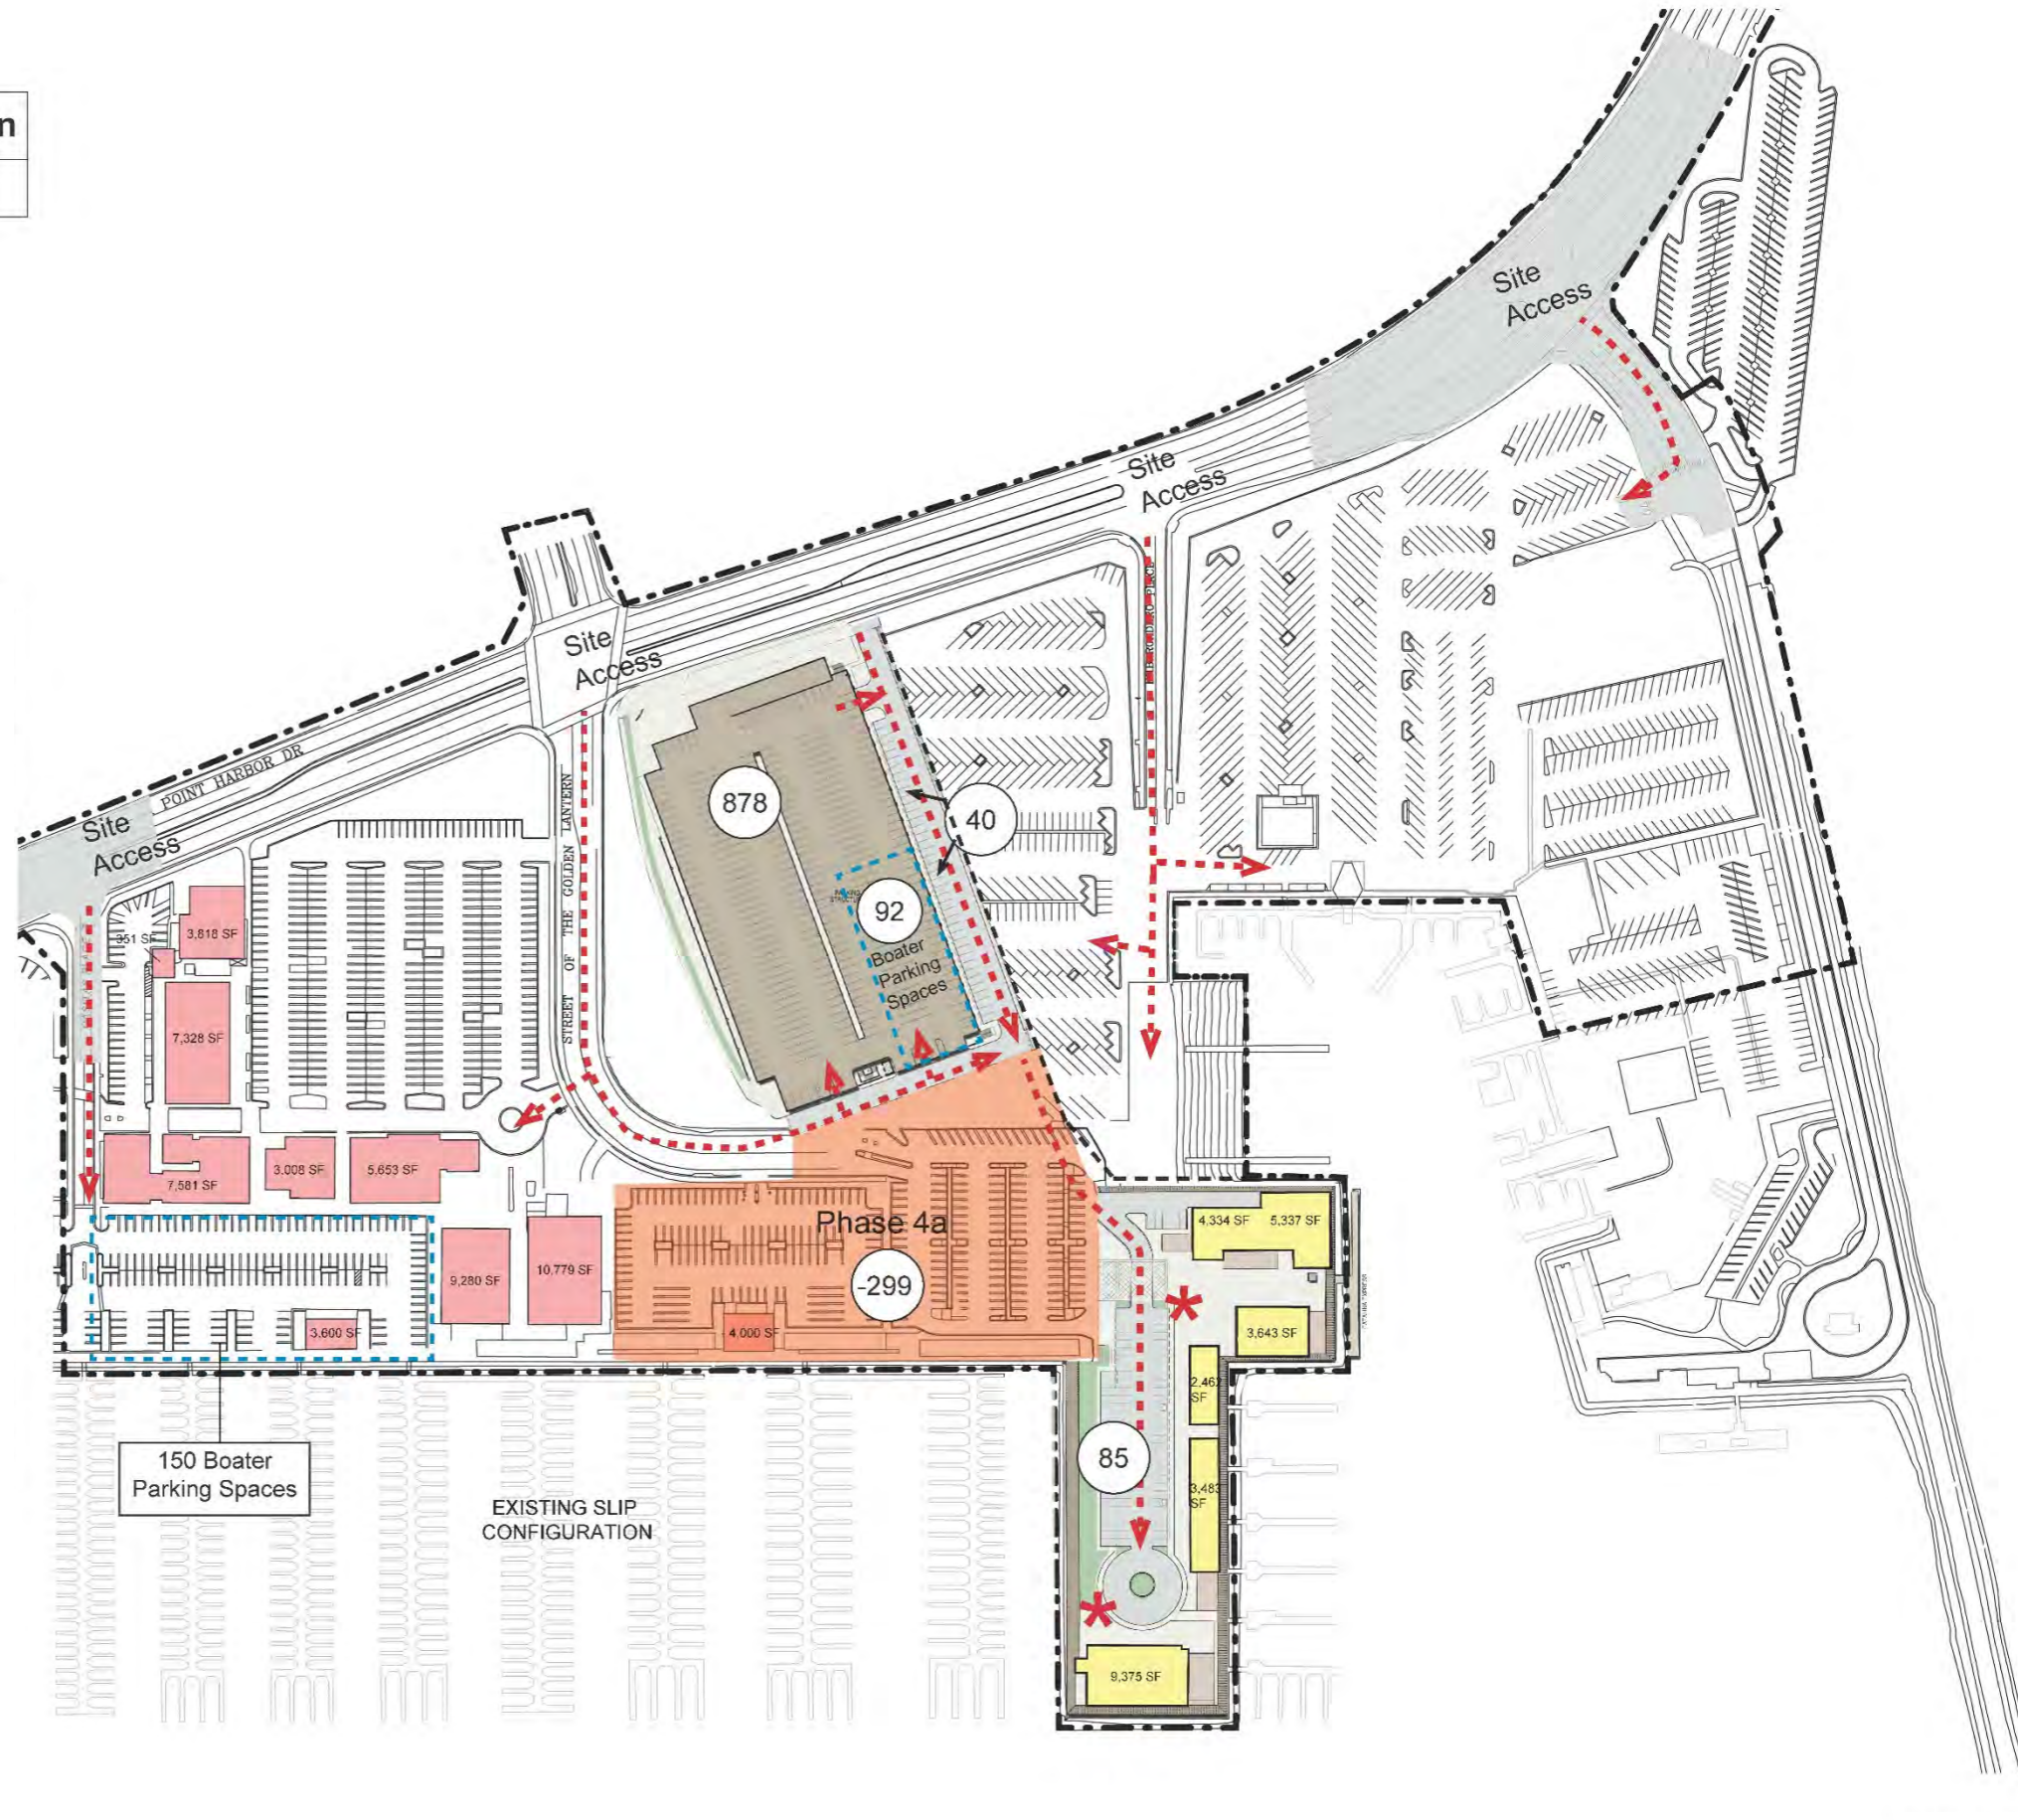 n
Site
Access
Site
Access
Site
Access
POINT HARBOR DR
Site
Access
STREET OF THE GOLDEN LANTERN
878
40
92
Boater
Parking
Spaces
351 SF
3,818 SF
7,328 SF
7,581 SF
3,008 SF
5,653 SF
Phase 4a
-299
4,334 SF
5,337 SF
9,280 SF
10,779 SF
3,600 SF
4,000 SF
3,643 SF
2,462
SF
85
3,483
SF
150 Boater
Parking Spaces
EXISTING SLIP
CONFIGURATION
9,375 SF